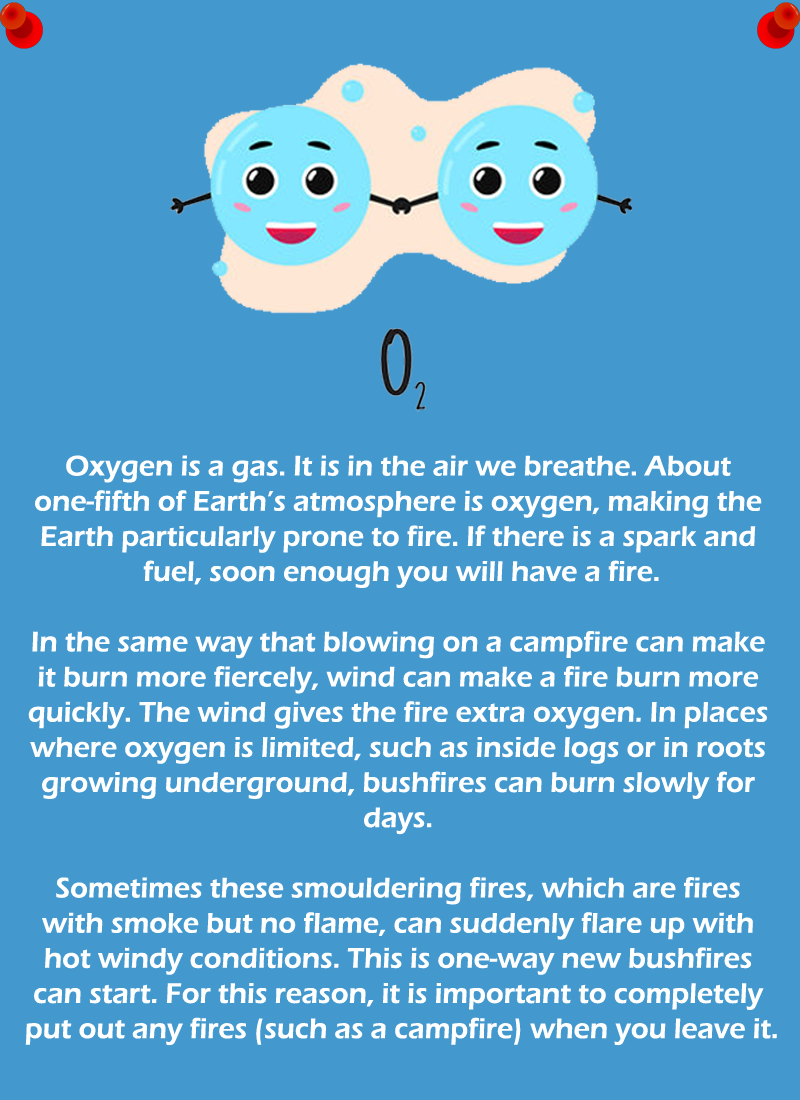 O2
Oxygen is a gas. It is in the air we breathe. About
one-fifth of Earth's atmosphere is oxygen, making the
Earth particularly prone to fire. If there is a spark and
fuel, soon enough you will have a fire.
In the same way that blowing on a campfire can make
it burn more fiercely, wind can make a fire burn more
quickly. The wind gives the fire extra oxygen. In places
where oxygen is limited, such as inside logs or in roots
growing underground, bushfires can burn slowly for
days.
Sometimes these smouldering fires, which are fires
with smoke but no flame, can suddenly flare up with
hot windy conditions. This is one-way new bushfires
can start. For this reason, it is important to completely
put out any fires (such as a campfire) when you leave it.